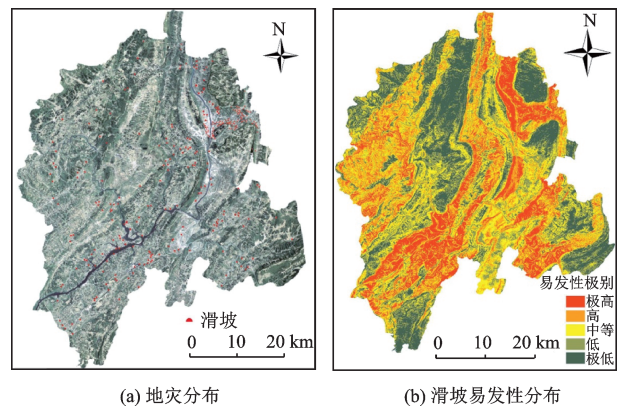 N
滑坡
0 10 20 km
(a) 地灾分布
N
易发性极别
极高
高
中等
低
极低
0 10 20 km
(b) 滑坡易发性分布